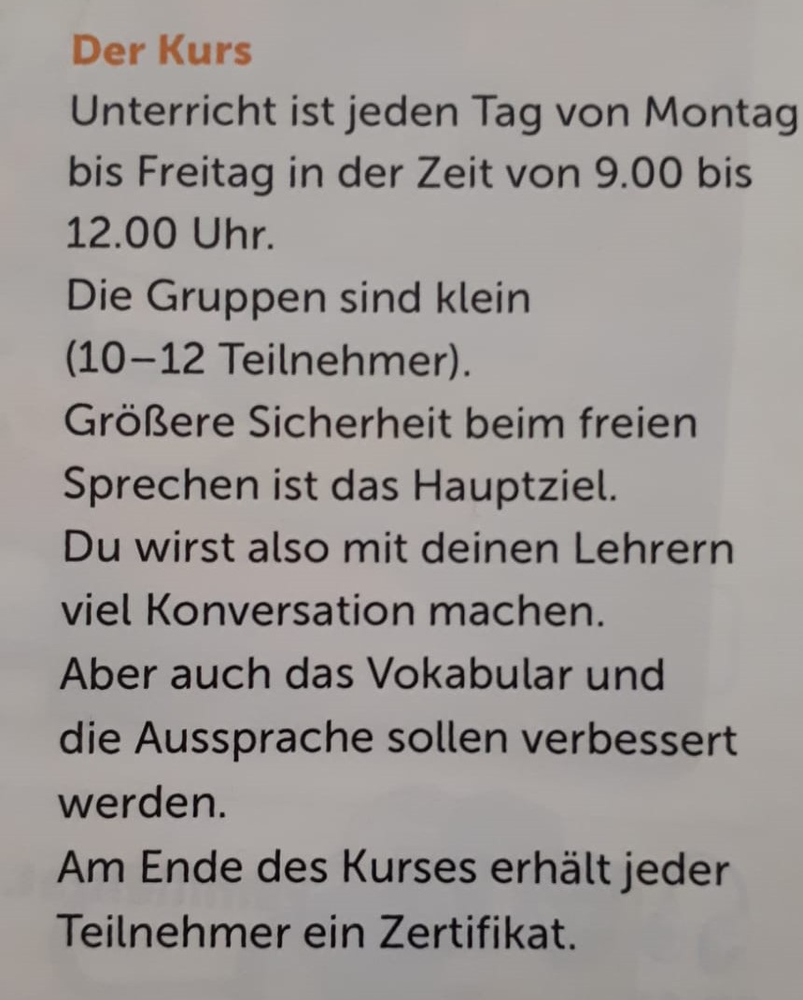 Der Kurs
Unterricht ist jeden Tag von Montag
bis Freitag in der Zeit von 9.00 bis
12.00 Uhr.
Die Gruppen sind klein
(10–12 Teilnehmer).
Größere Sicherheit beim freien
Sprechen ist das Hauptziel.
Du wirst also mit deinen Lehrern
viel Konversation machen.
Aber auch das Vokabular und
die Aussprache sollen verbessert
werden.
Am Ende des Kurses erhält jeder
Teilnehmer ein Zertifikat.